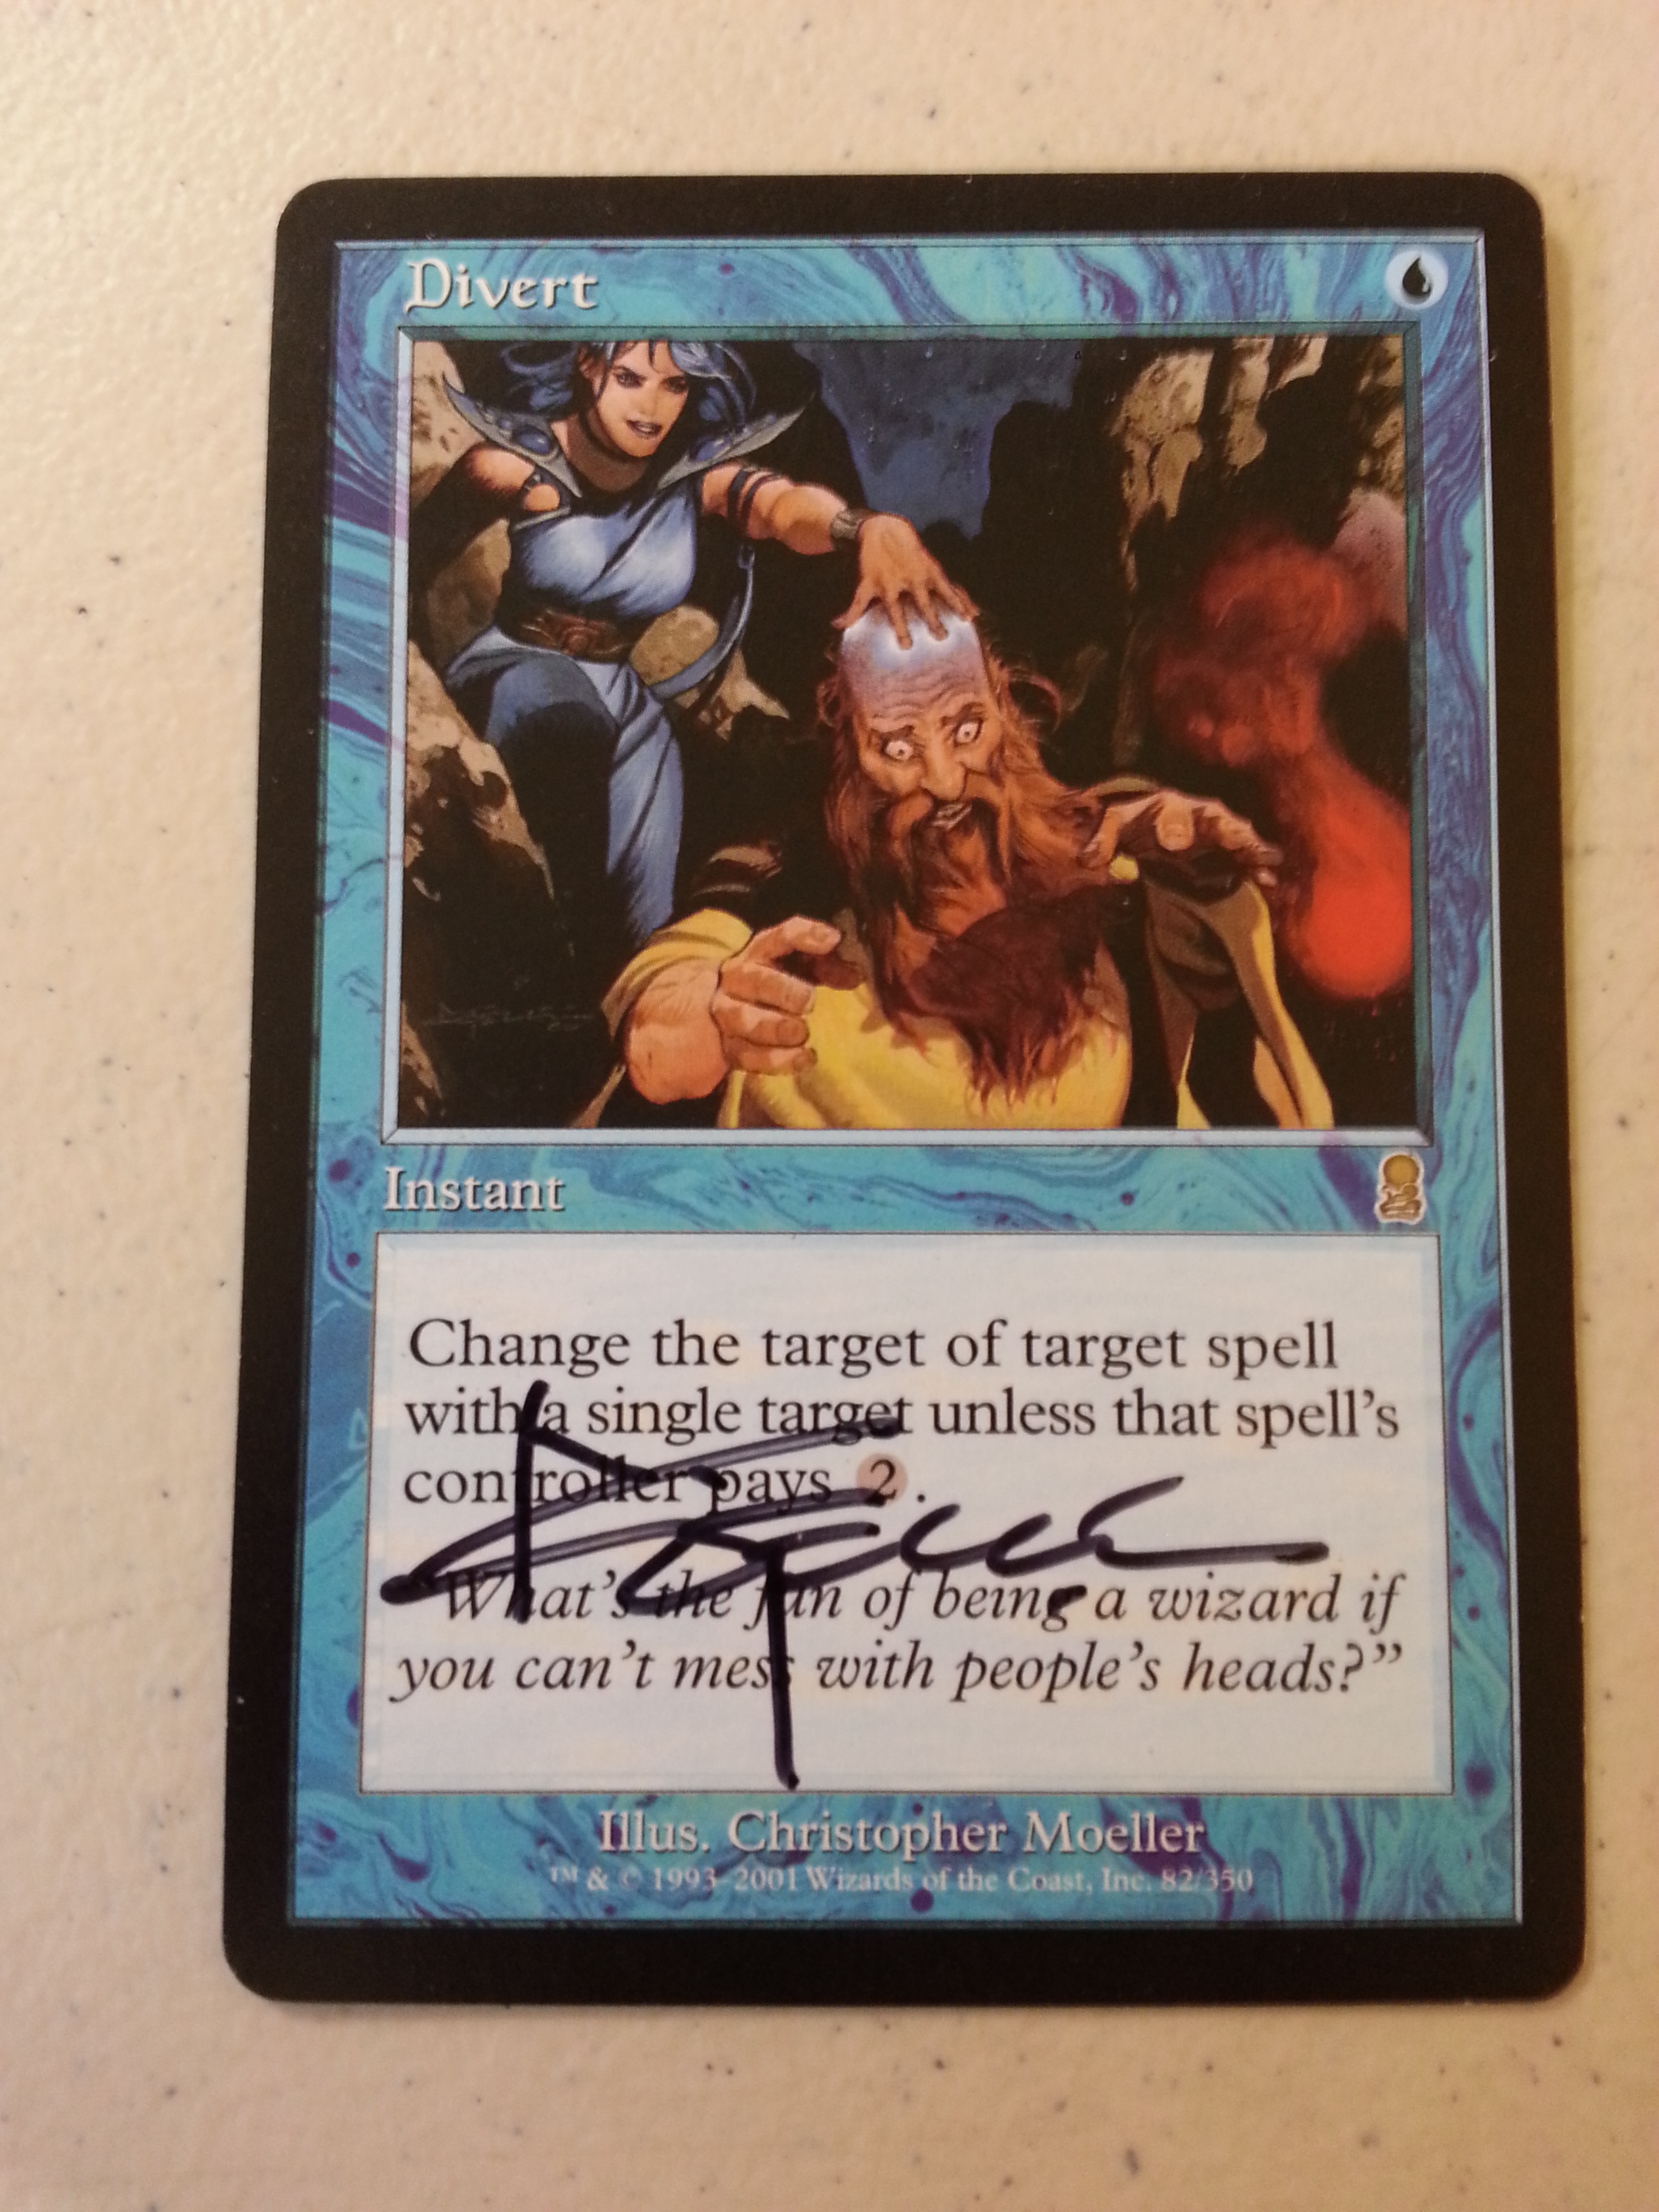 Divert
Instant
Change the target of target spell
with a single target unless that spell's
controller pays 2.
"What's the fun of being a wizard if
you can't mess with people's heads?"
Illus. Christopher Moeller
™ & © 1993-2001 Wizards of the Coast, Inc. 82/350